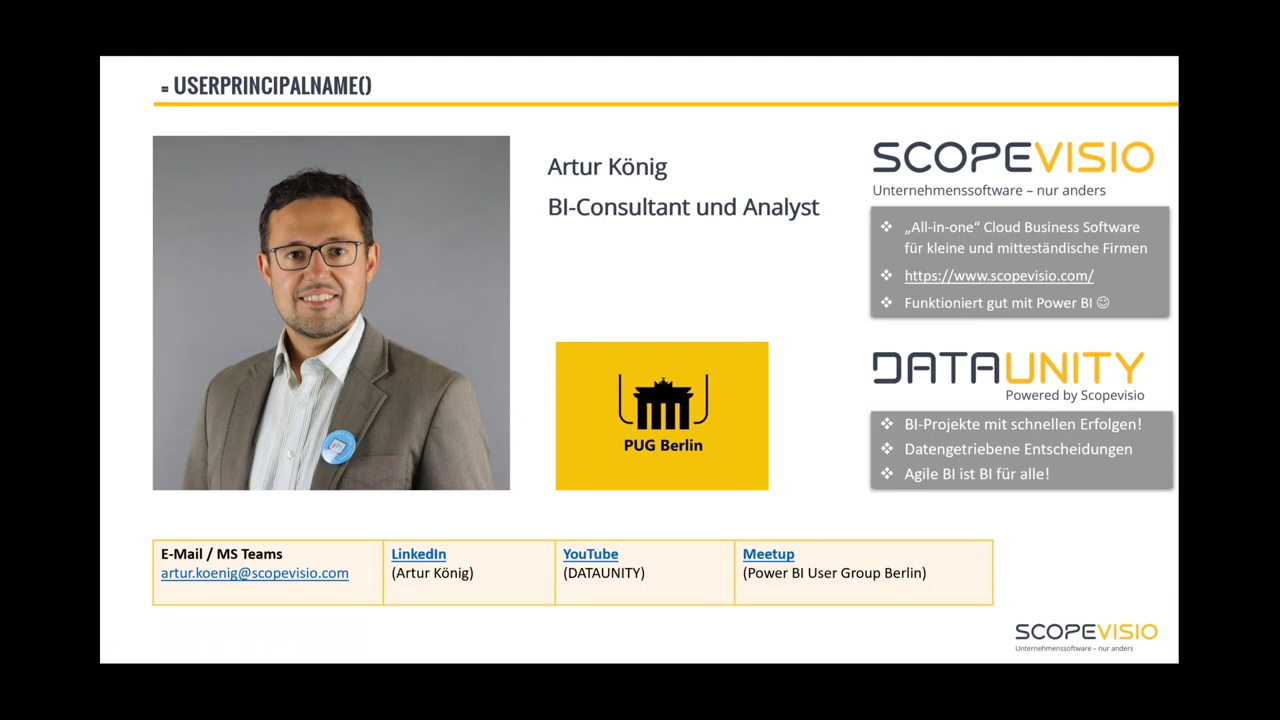 = USERPRINCIPALNAME()
Artur König
BI-Consultant und Analyst
PUG Berlin
SCOPEVISIO
Unternehmenssoftware – nur anders
❖ „All-in-one“ Cloud Business Software
für kleine und mitteständische Firmen
❖ https://www.scopevisio.com/
❖ Funktioniert gut mit Power BI ☺
DATAUNITY
Powered by Scopevisio
❖ BI-Projekte mit schnellen Erfolgen!
❖ Datengetriebene Entscheidungen
❖ Agile BI ist BI für alle!
E-Mail / MS Teams
artur.koenig@scopevisio.com
LinkedIn
(Artur König)
YouTube
(DATAUNITY)
Meetup
(Power BI User Group Berlin)
SCOPEVISIO
Unternehmenssoftware – nur anders